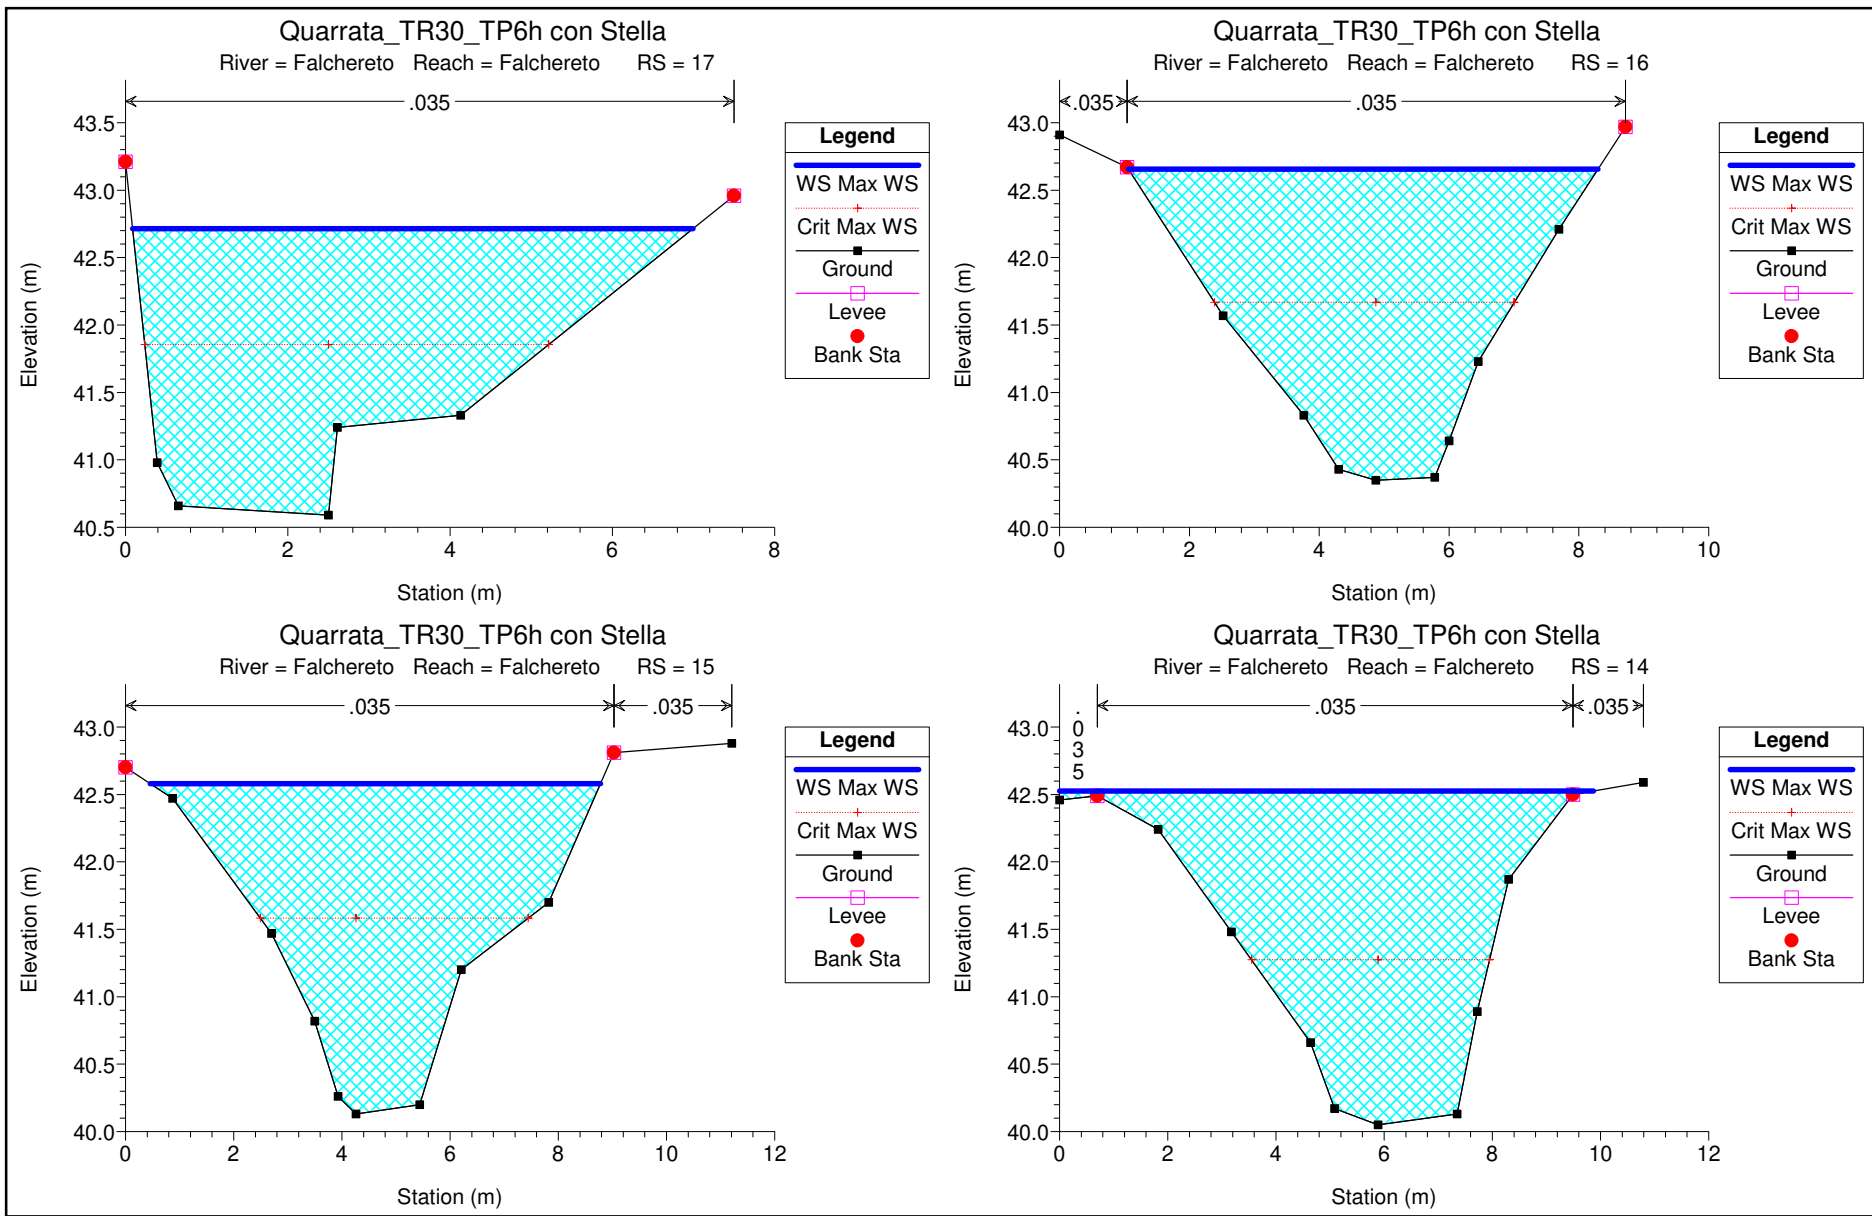 Quarrata_TR30_TP6h con Stella
River = Falchereto Reach = Falchereto RS = 17
.035
43.5
43.0
42.5
42.0
41.5
41.0
40.5
0 2 4 6 8
Elevation (m)
Station (m)
Legend
WS Max WS
Crit Max WS
Ground
Levee
Bank Sta
Quarrata_TR30_TP6h con Stella
River = Falchereto Reach = Falchereto RS = 16
.035 .035
43.0
42.5
42.0
41.5
41.0
40.5
40.0
0 2 4 6 8 10
Elevation (m)
Station (m)
Legend
WS Max WS
Crit Max WS
Ground
Levee
Bank Sta
Quarrata_TR30_TP6h con Stella
River = Falchereto Reach = Falchereto RS = 15
.035 .035
43.0
42.5
42.0
41.5
41.0
40.5
40.0
0 2 4 6 8 10 12
Elevation (m)
Station (m)
Legend
WS Max WS
Crit Max WS
Ground
Levee
Bank Sta
Quarrata_TR30_TP6h con Stella
River = Falchereto Reach = Falchereto RS = 14
.035 .035 .035
43.0
42.5
42.0
41.5
41.0
40.5
40.0
0 2 4 6 8 10 12
Elevation (m)
Station (m)
Legend
WS Max WS
Crit Max WS
Ground
Levee
Bank Sta